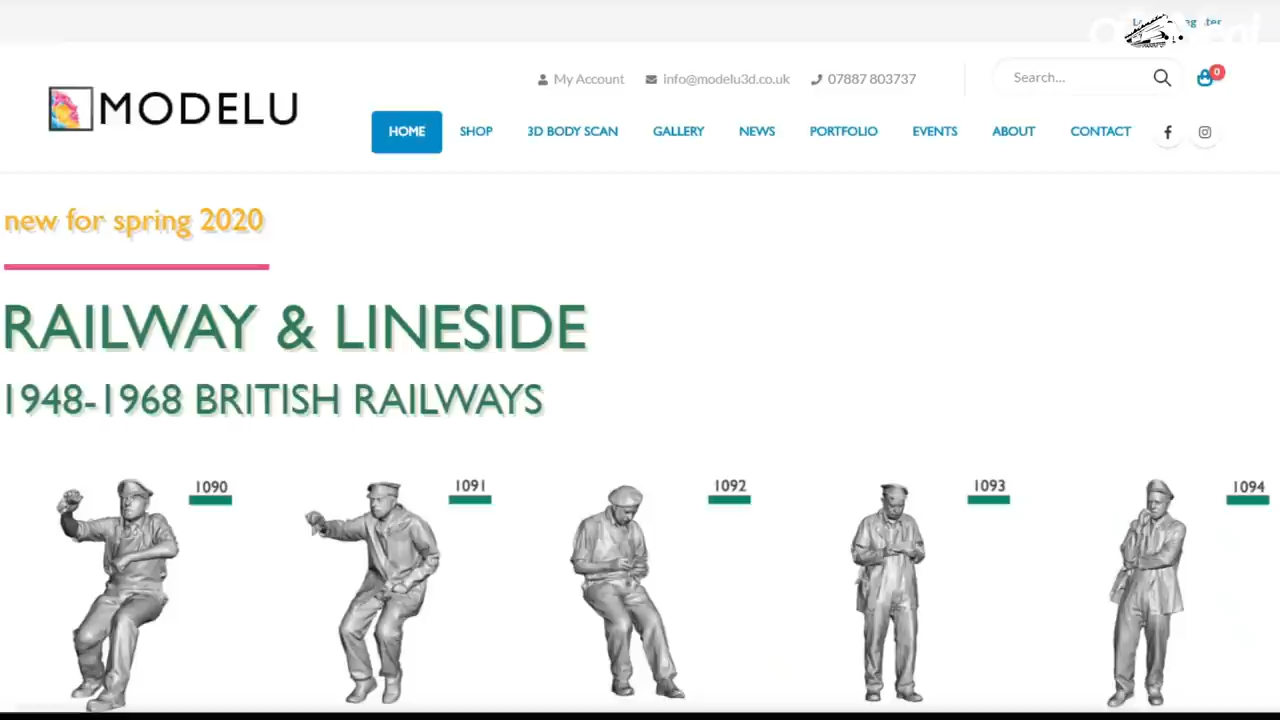 My Account info@modelu3d.co.uk 07887 803737 Search... 0
MODELU
HOME SHOP 3D BODY SCAN GALLERY NEWS PORTFOLIO EVENTS ABOUT CONTACT
new for spring 2020
RAILWAY & LINESIDE
1948-1968 BRITISH RAILWAYS
1090 1091 1092 1093 1094